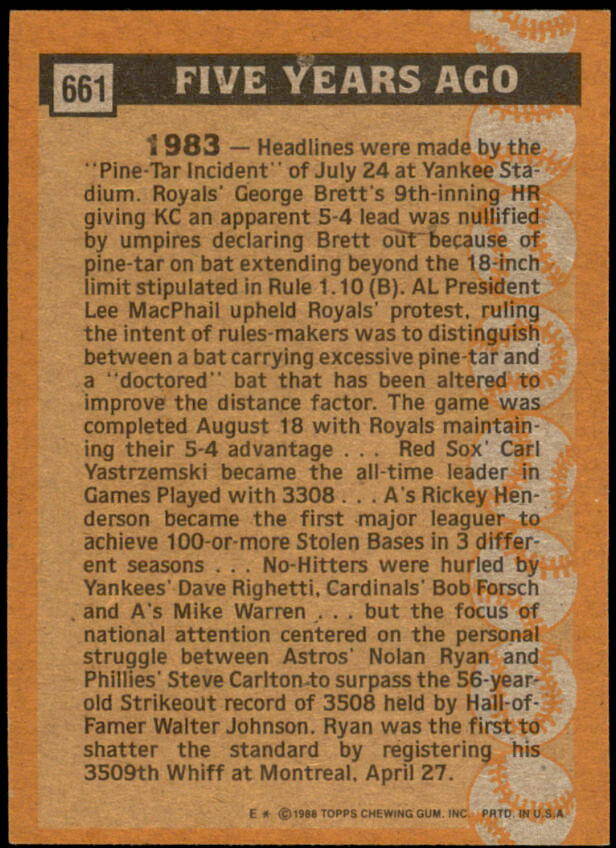 661
FIVE YEARS AGO
1983 — Headlines were made by the
"Pine-Tar Incident" of July 24 at Yankee Sta-
dium. Royals' George Brett's 9th-inning HR
giving KC an apparent 5-4 lead was nullified
by umpires declaring Brett out because of
pine-tar on bat extending beyond the 18-inch
limit stipulated in Rule 1.10 (B). AL President
Lee MacPhail upheld Royals' protest, ruling
the intent of rules-makers was to distinguish
between a bat carrying excessive pine-tar and
a "doctored" bat that has been altered to
improve the distance factor. The game was
completed August 18 with Royals maintain-
ing their 5-4 advantage . . . Red Sox' Carl
Yastrzemski became the all-time leader in
Games Played with 3308 . . . A's Rickey Hen-
derson became the first major leaguer to
achieve 100-or-more Stolen Bases in 3 differ-
ent seasons . . . No-Hitters were hurled by
Yankees' Dave Righetti, Cardinals' Bob Forsch
and A's Mike Warren . . . but the focus of
national attention centered on the personal
struggle between Astros' Nolan Ryan and
Phillies' Steve Carlton to surpass the 56-year-
old Strikeout record of 3508 held by Hall-of-
Famer Walter Johnson. Ryan was the first to
shatter the standard by registering his
3509th Whiff at Montreal, April 27.
E * ©1988 TOPPS CHEWING GUM, INC. PRTD. IN U.S.A.